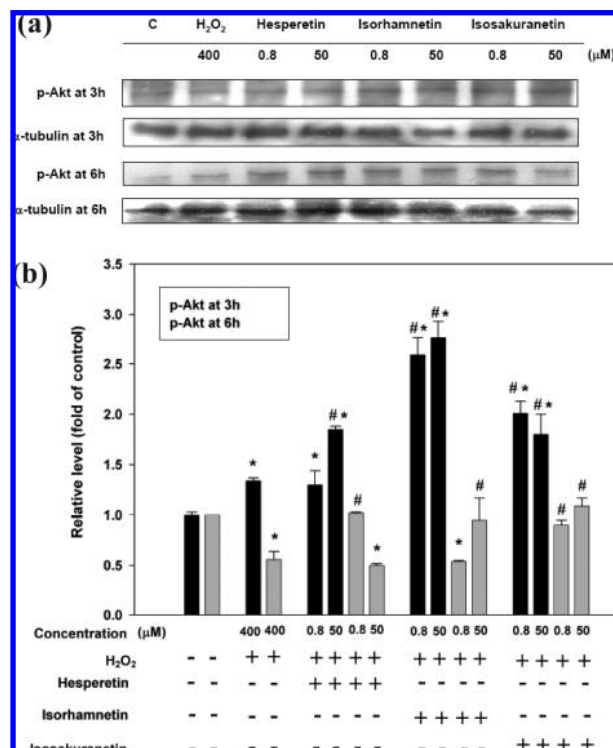 (a)
C H₂O₂ Hesperetin Isorhamnetin Isosakuranetin
400 0.8 50 0.8 50 0.8 50 (μM)
p-Akt at 3h
α-tubulin at 3h
p-Akt at 6h
α-tubulin at 6h
(b)
p-Akt at 3h
p-Akt at 6h
Relative level (fold of control)
3.5
3.0
2.5
2.0
1.5
1.0
0.5
0.0
# * # *
# * # *
# *
* * # # #
* * * #
Concentration (μM) 400 400 0.8 50 0.8 50 0.8 50 0.8 50 0.8 50 0.8 50
H₂O₂ - - + + + + + + + + + + + + + +
Hesperetin - - - - + + + + - - - - - - - -
Isorhamnetin - - - - - - - - + + + + - - - -
Isosakuranetin - - - - - - - - - - - - + + + +